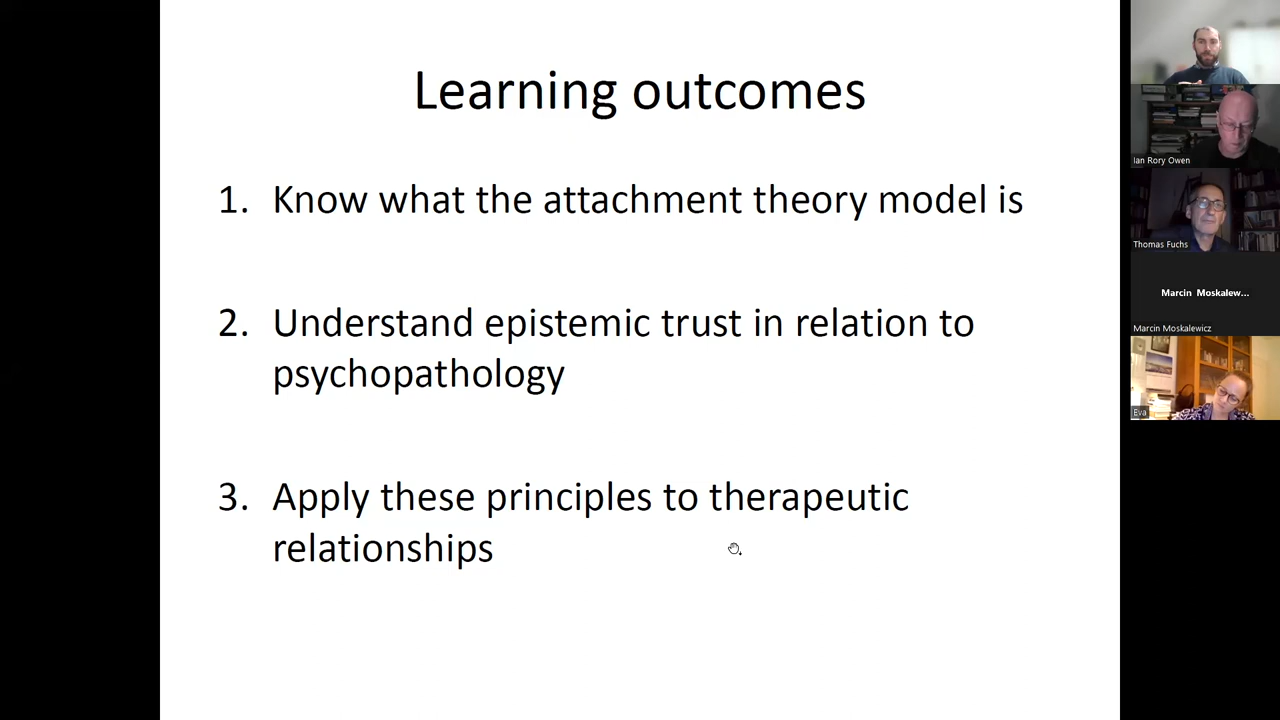 Learning outcomes
1. Know what the attachment theory model is
2. Understand epistemic trust in relation to
psychopathology
3. Apply these principles to therapeutic
relationships
Ian Rory Owen
Thomas Fuchs
Marcin Moskalew...
Marcin Moskalewicz
Eva